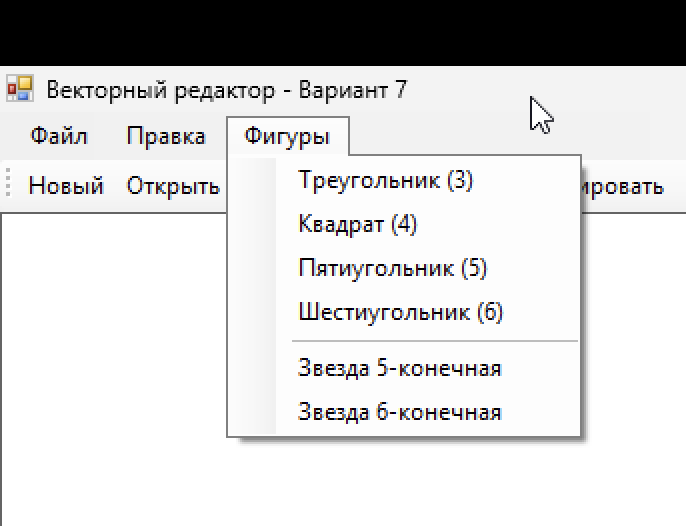 Векторный редактор - Вариант 7
Файл Правка Фигуры
Новый Открыть
Треугольник (3)
Квадрат (4)
Пятиугольник (5)
Шестиугольник (6)
Звезда 5-конечная
Звезда 6-конечная